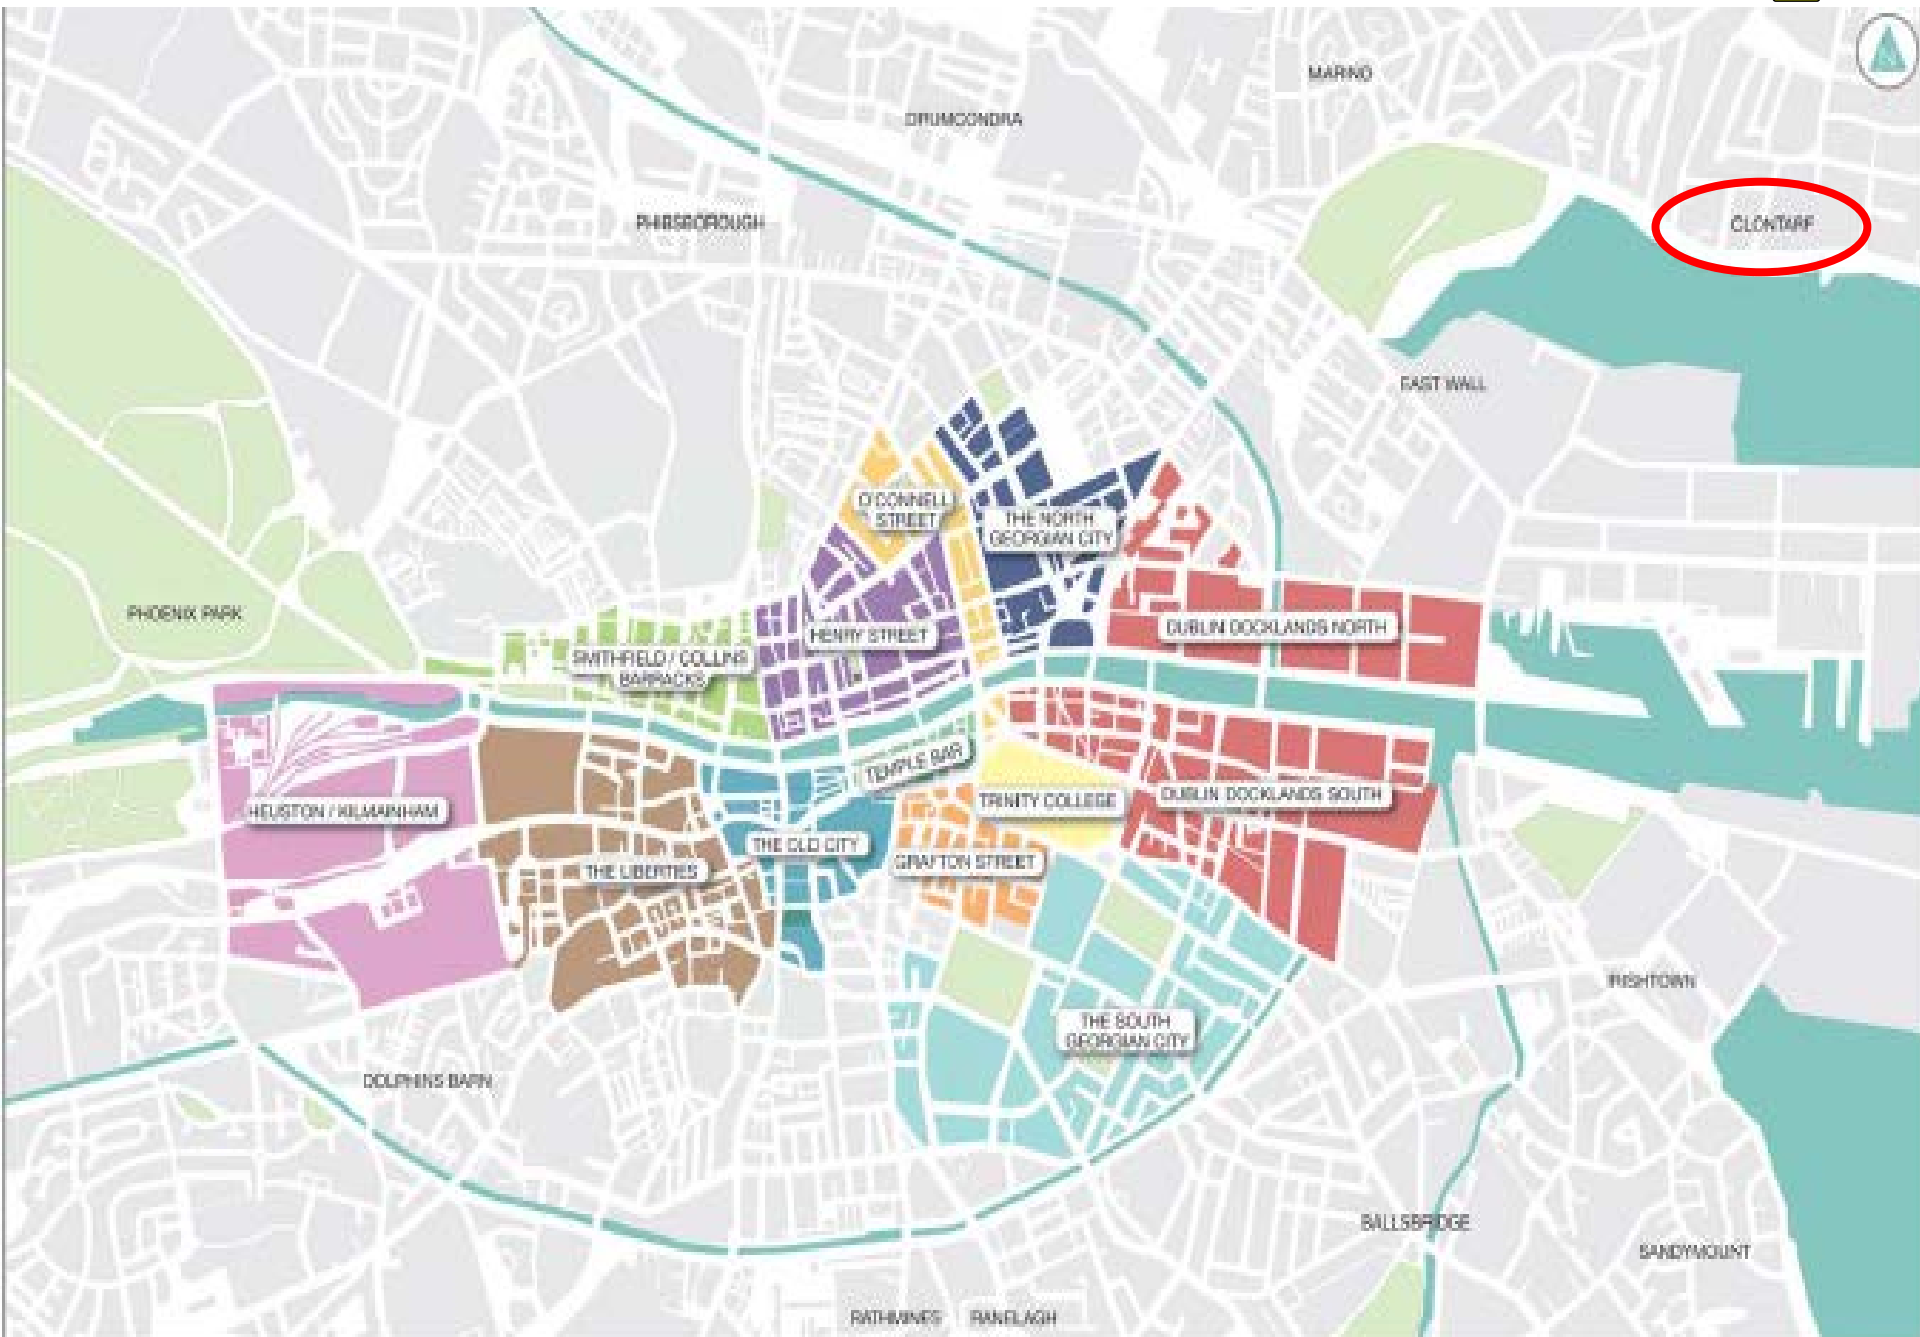 MARINO
DRUMCONDRA
PHIBSBOROUGH
CLONTARF
EAST WALL
O'CONNELL
STREET
THE NORTH
GEORGIAN CITY
PHOENIX PARK
HENRY STREET
DUBLIN DOCKLANDS NORTH
SMITHFIELD / COLLINS
BARRACKS
TEMPLE BAR
TRINITY COLLEGE
DUBLIN DOCKLANDS SOUTH
HEUSTON / KILMAINHAM
THE OLD CITY
GRAFTON STREET
THE LIBERTIES
IRISHTOWN
THE SOUTH
GEORGIAN CITY
DOLPHINS BARN
BALLSBRIDGE
SANDYMOUNT
RATHMINES
RANELAGH